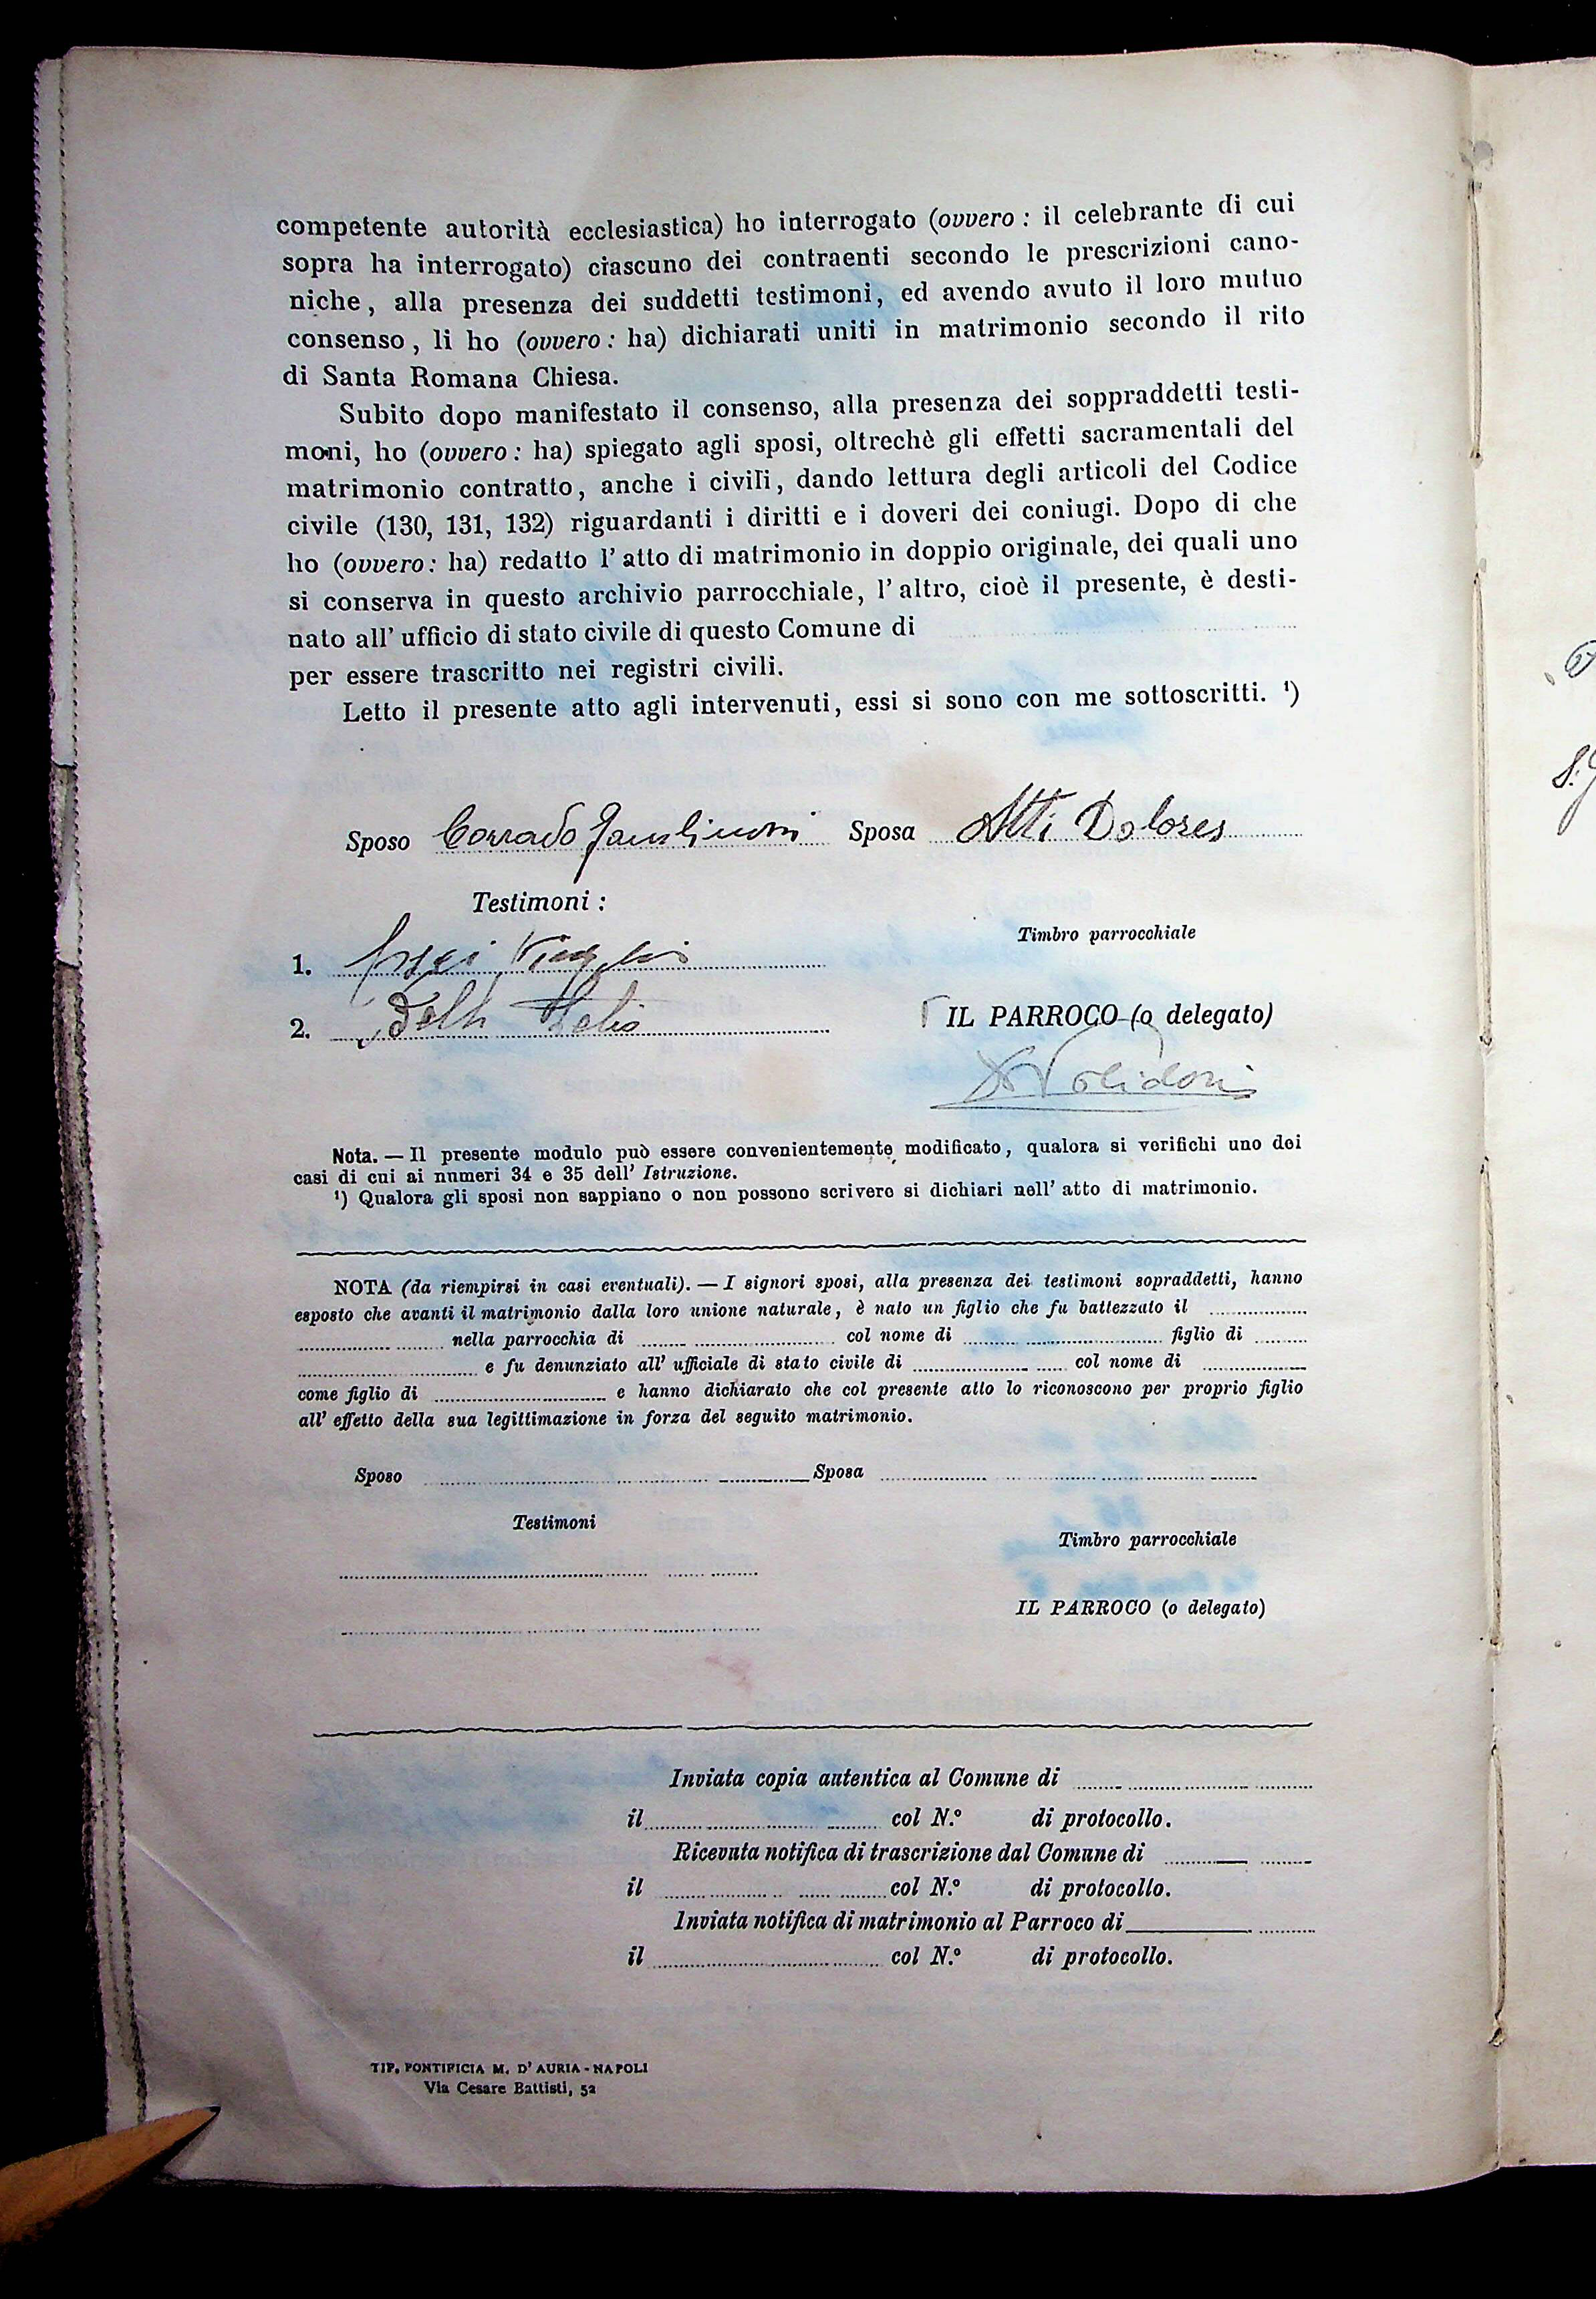 competente autorità ecclesiastica) ho interrogato (ovvero : il celebrante di cui
sopra ha interrogato) ciascuno dei contraenti secondo le prescrizioni cano-
niche, alla presenza dei suddetti testimoni, ed avendo avuto il loro mutuo
consenso, li ho (ovvero : ha) dichiarati uniti in matrimonio secondo il rito
di Santa Romana Chiesa.
Subito dopo manifestato il consenso, alla presenza dei soppraddetti testi-
moni, ho (ovvero : ha) spiegato agli sposi, oltrechè gli effetti sacramentali del
matrimonio contratto, anche i civili, dando lettura degli articoli del Codice
civile (130, 131, 132) riguardanti i diritti e i doveri dei coniugi. Dopo di che
ho (ovvero : ha) redatto l' atto di matrimonio in doppio originale, dei quali uno
si conserva in questo archivio parrocchiale, l' altro, cioè il presente, è desti-
nato all' ufficio di stato civile di questo Comune di
per essere trascritto nei registri civili.
Letto il presente atto agli intervenuti, essi si sono con me sottoscritti. ¹)
Sposo Corrado Sposa Atti Dolores
Testimoni :
Timbro parrocchiale
1.
2.
IL PARROCO (o delegato)
Nota. — Il presente modulo può essere convenientemente modificato, qualora si verifichi uno dei
casi di cui ai numeri 34 e 35 dell' Istruzione.
¹) Qualora gli sposi non sappiano o non possono scrivere si dichiari nell' atto di matrimonio.
NOTA (da riempirsi in casi eventuali). — I signori sposi, alla presenza dei testimoni sopraddetti, hanno
esposto che avanti il matrimonio dalla loro unione naturale, è nato un figlio che fu battezzato il
nella parrocchia di col nome di figlio di
e fu denunziato all' ufficiale di stato civile di col nome di
come figlio di e hanno dichiarato che col presente atto lo riconoscono per proprio figlio
all' effetto della sua legittimazione in forza del seguito matrimonio.
Sposo Sposa
Testimoni
Timbro parrocchiale
IL PARROCO (o delegato)
Inviata copia autentica al Comune di
il col N.° di protocollo.
Ricevuta notifica di trascrizione dal Comune di
il col N.° di protocollo.
Inviata notifica di matrimonio al Parroco di
il col N.° di protocollo.
TIP. PONTIFICIA M. D' AURIA - NAPOLI
Via Cesare Battisti, 52